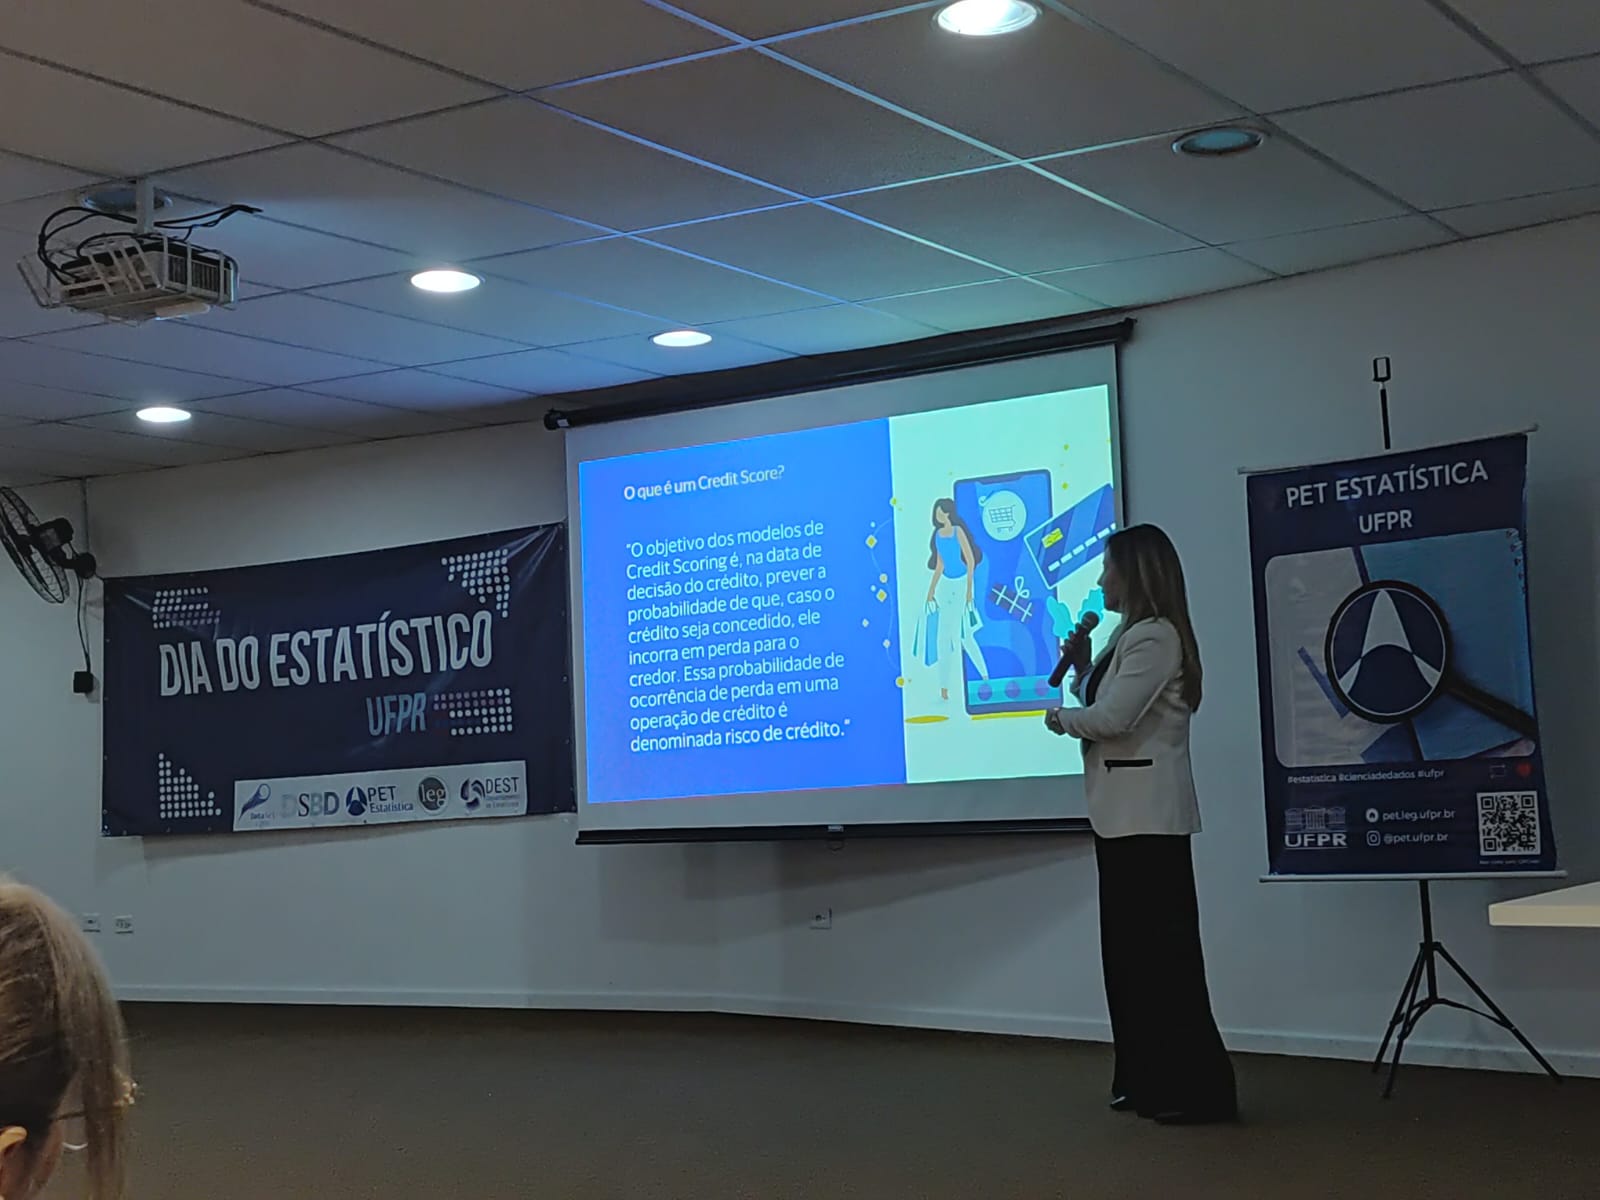 O que é um Credit Score?
"O objetivo dos modelos de
Credit Scoring é, na data de
decisão do crédito, prever a
probabilidade de que, caso o
crédito seja concedido, ele
incorra em perda para o
credor. Essa probabilidade de
ocorrência de perda em uma
operação de crédito é
denominada risco de crédito."
DIA DO ESTATÍSTICO
UFPR
DSBD
PET
Estatística
leg
DEST
PET ESTATÍSTICA
UFPR
#estatistica #cienciadedados #ufpr
UFPR
pet.leg.ufpr.br
@pet.ufpr.br